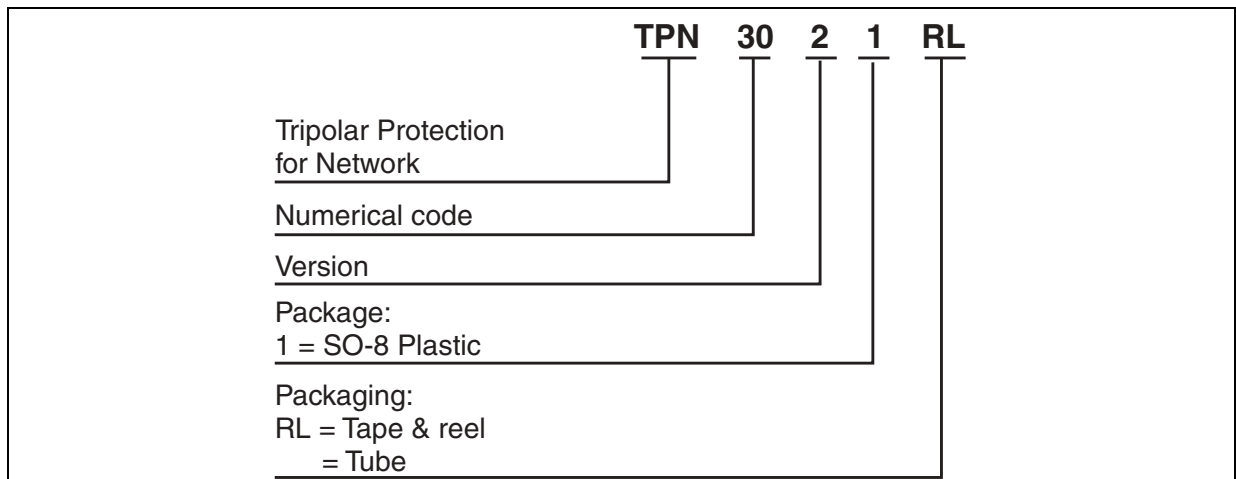 TPN 30 2 1 RL
Tripolar Protection
for Network
Numerical code
Version
Package:
1 = SO-8 Plastic
Packaging:
RL = Tape & reel
= Tube